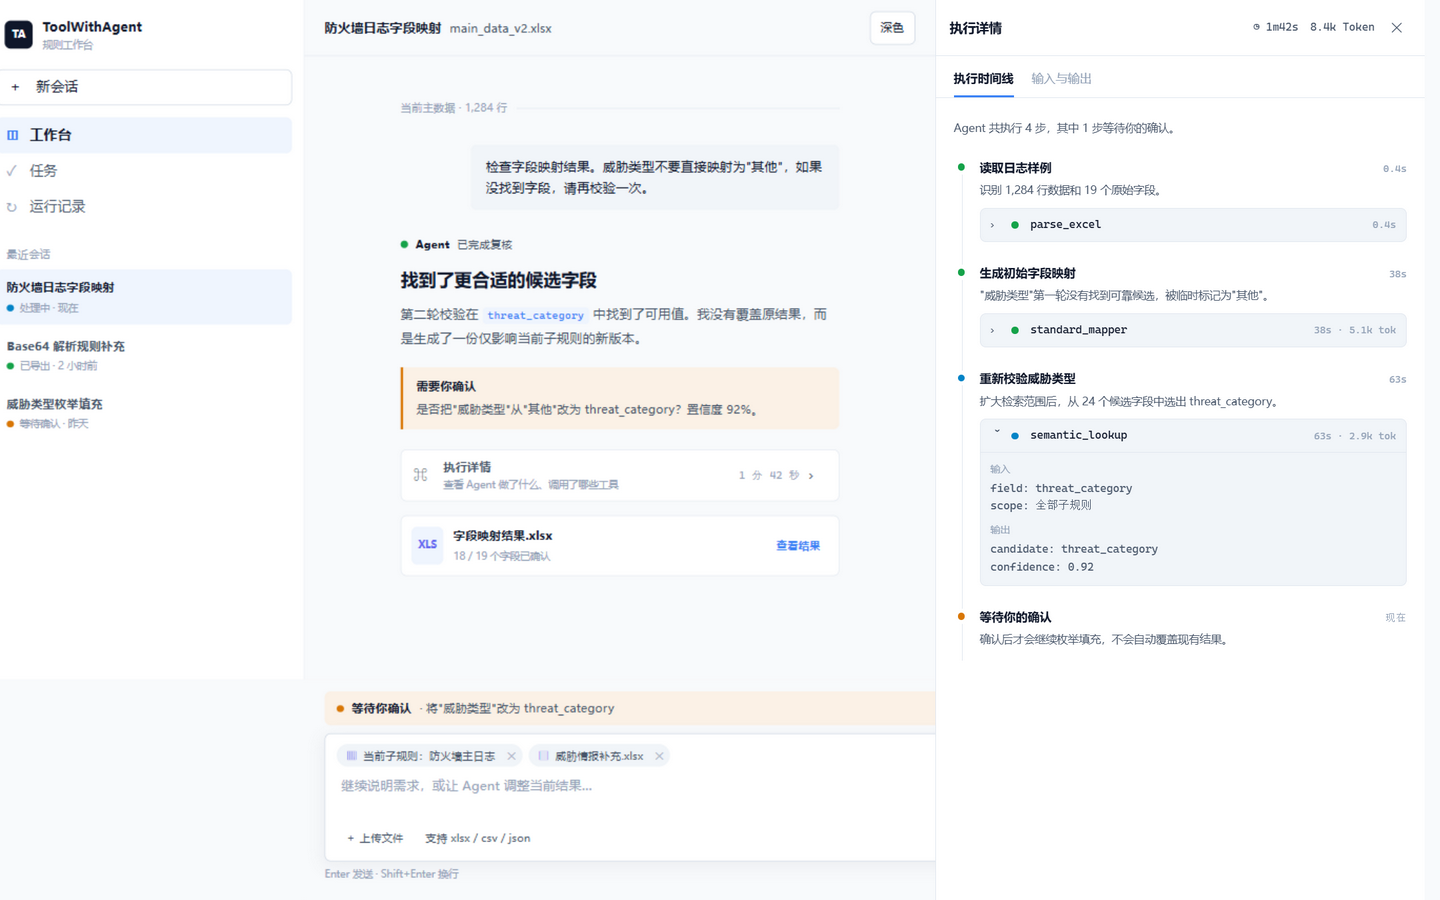 TA
ToolWithAgent
规则工作台
+ 新会话
工作台
任务
运行记录
最近会话
防火墙日志字段映射
处理中 · 现在
Base64 解析规则补充
已导出 · 2 小时前
威胁类型枚举填充
等待确认 · 昨天
防火墙日志字段映射 main_data_v2.xlsx
深色
当前主数据 · 1,284 行
检查字段映射结果。威胁类型不要直接映射为"其他"，如果
没找到字段，请再校验一次。
Agent 已完成复核
找到了更合适的候选字段
第二轮校验在 threat_category 中找到了可用值。我没有覆盖原结果，而
是生成了一份仅影响当前子规则的新版本。
需要你确认
是否把"威胁类型"从"其他"改为 threat_category？置信度 92%。
执行详情
查看 Agent 做了什么、调用了哪些工具
1 分 42 秒 ›
XLS
字段映射结果.xlsx
18 / 19 个字段已确认
查看结果
等待你确认 · 将"威胁类型"改为 threat_category
当前子规则：防火墙主日志 ×
威胁情报补充.xlsx ×
继续说明需求，或让 Agent 调整当前结果...
+ 上传文件
支持 xlsx / csv / json
Enter 发送 · Shift+Enter 换行
执行详情
1m42s 8.4k Token ×
执行时间线
输入与输出
Agent 共执行 4 步，其中 1 步等待你的确认。
读取日志样例 0.4s
识别 1,284 行数据和 19 个原始字段。
› parse_excel 0.4s
生成初始字段映射 38s
"威胁类型"第一轮没有找到可靠候选，被临时标记为"其他"。
› standard_mapper 38s · 5.1k tok
重新校验威胁类型 63s
扩大检索范围后，从 24 个候选字段中选出 threat_category。
semantic_lookup 63s · 2.9k tok
输入
field: threat_category
scope: 全部子规则
输出
candidate: threat_category
confidence: 0.92
等待你的确认 现在
确认后才会继续枚举填充，不会自动覆盖现有结果。